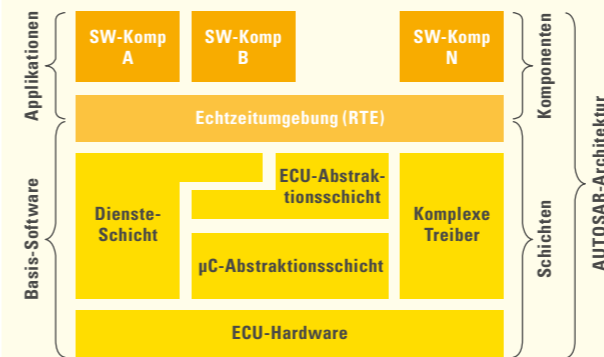 Applikationen
SW-Komp
A
SW-Komp
B
SW-Komp
N
Komponenten
Echtzeitumgebung (RTE)
AUTOSAR-Architektur
Basis-Software
Dienste-
Schicht
ECU-Abstrak-
tionsschicht
Komplexe
Treiber
µC-Abstraktionsschicht
Schichten
ECU-Hardware